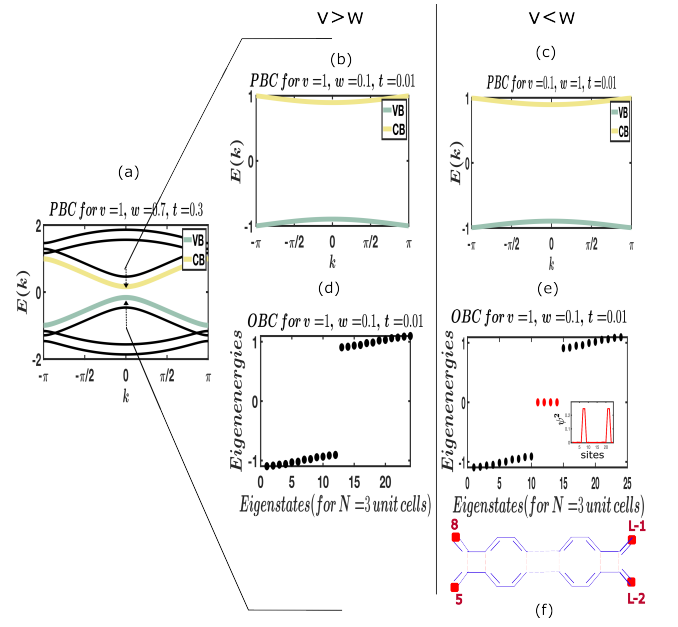 v>w
v<w
(b)
(c)
PBC for v=1, w=0.1, t=0.01
PBC for v=0.1, w=1, t=0.01
1
VB
CB
E(k)
0
-1
-π -π/2 0 π/2 π
k
1
VB
CB
E(k)
0
-1
-π -π/2 0 π/2 π
k
(a)
PBC for v=1, w=0.7, t=0.3
2
VB
CB
1
E(k)
0
-1
-2
-π -π/2 0 π/2 π
k
(d)
(e)
OBC for v=1, w=0.1, t=0.01
OBC for v=1, w=0.1, t=0.01
Eigenenergies
1
0
-1
0 10 20
Eigenstates(for N=3 unit cells)
Eigenenergies
1
0
-1
0 5 10 15 20 25
ψ²
sites
Eigenstates(for N=3 unit cells)
8
L-1
5
L-2
(f)